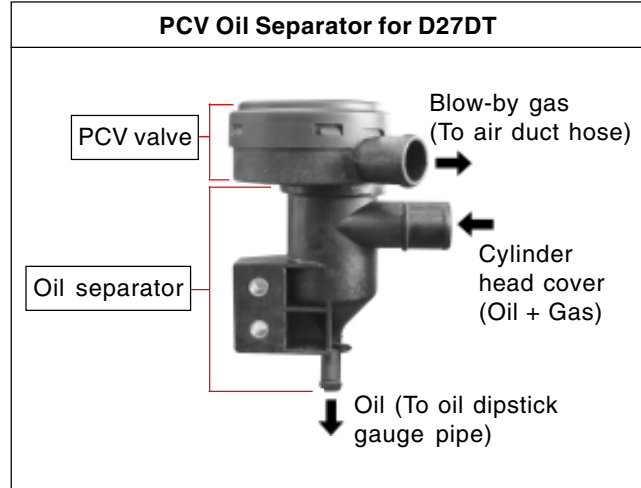 PCV Oil Separator for D27DT
Blow-by gas
(To air duct hose)
PCV valve
Cylinder
head cover
(Oil + Gas)
Oil separator
Oil (To oil dipstick
gauge pipe)